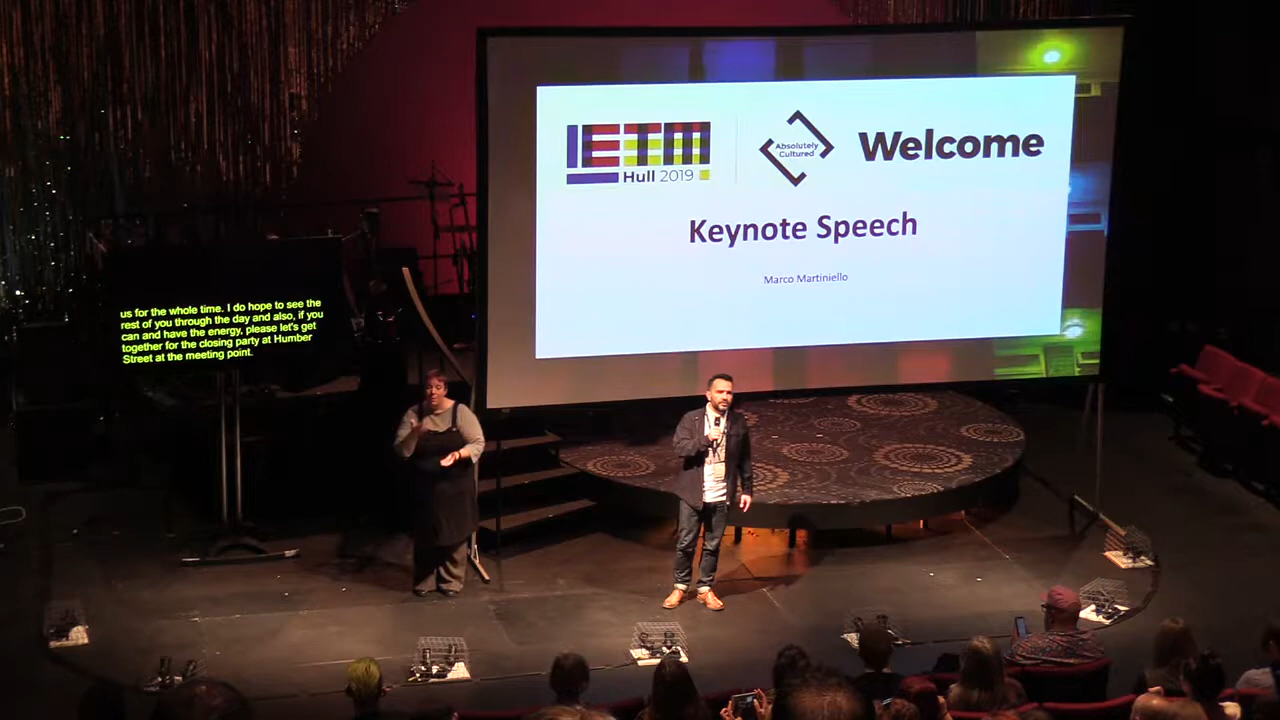 IETM
Hull 2019
Absolutely
Cultured
Welcome
Keynote Speech
Marco Martiniello
us for the whole time. I do hope to see the
rest of you through the day and also, if you
can and have the energy, please let's get
together for the closing party at Humber
Street at the meeting point.